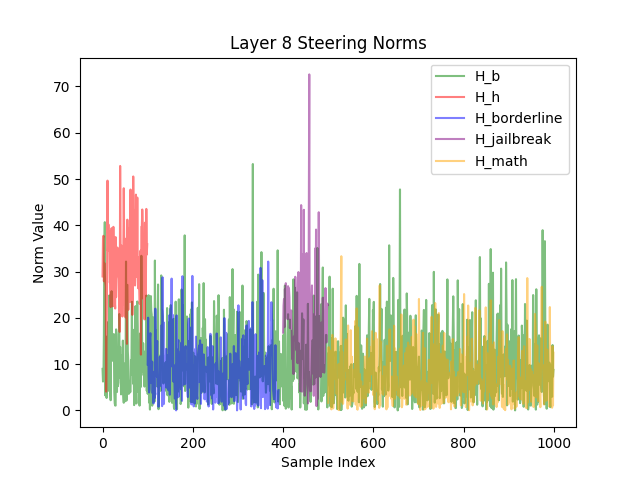 Layer 8 Steering Norms
Norm Value
70
60
50
40
30
20
10
0
H_b
H_h
H_borderline
H_jailbreak
H_math
0
200
400
600
800
1000
Sample Index